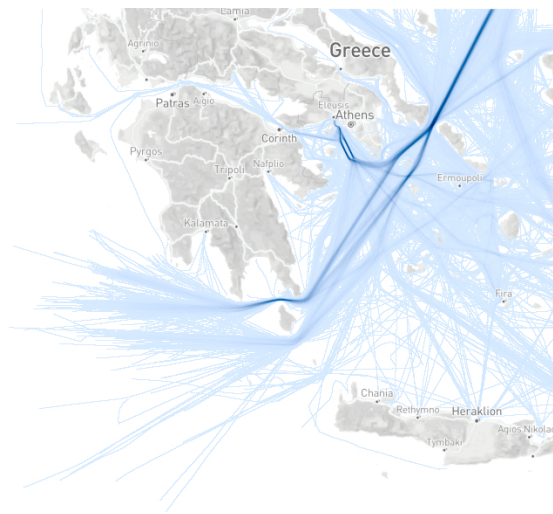 Lamia
Agrinio
Greece
Patras
Aigio
Eleusis
Athens
Corinth
Pyrgos
Nafplio
Tripoli
Ermoupoli
Kalamata
Fira
Chania
Rethymno
Heraklion
Agios Nikola
Tymbaki